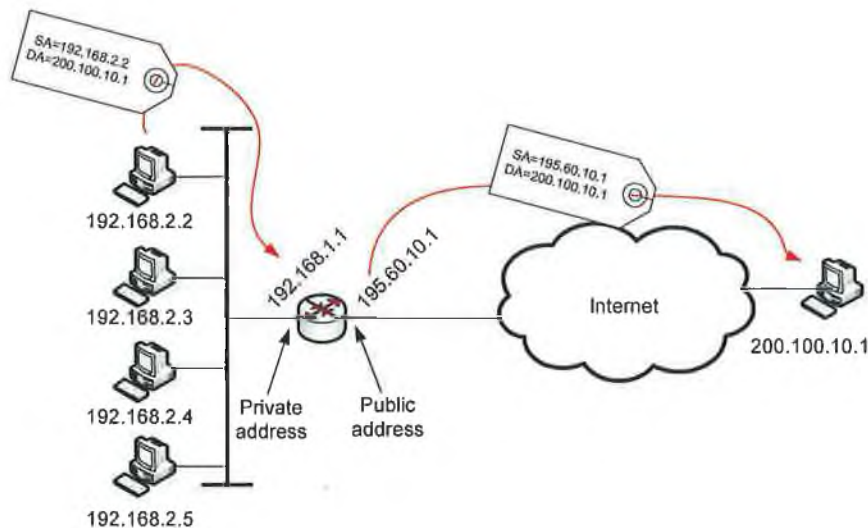 SA=192.168.2.2
DA=200.100.10.1
SA=195.60.10.1
DA=200.100.10.1
192.168.2.2
192.168.2.3
192.168.2.4
192.168.2.5
192.168.1.1
195.60.10.1
Private
address
Public
address
Internet
200.100.10.1